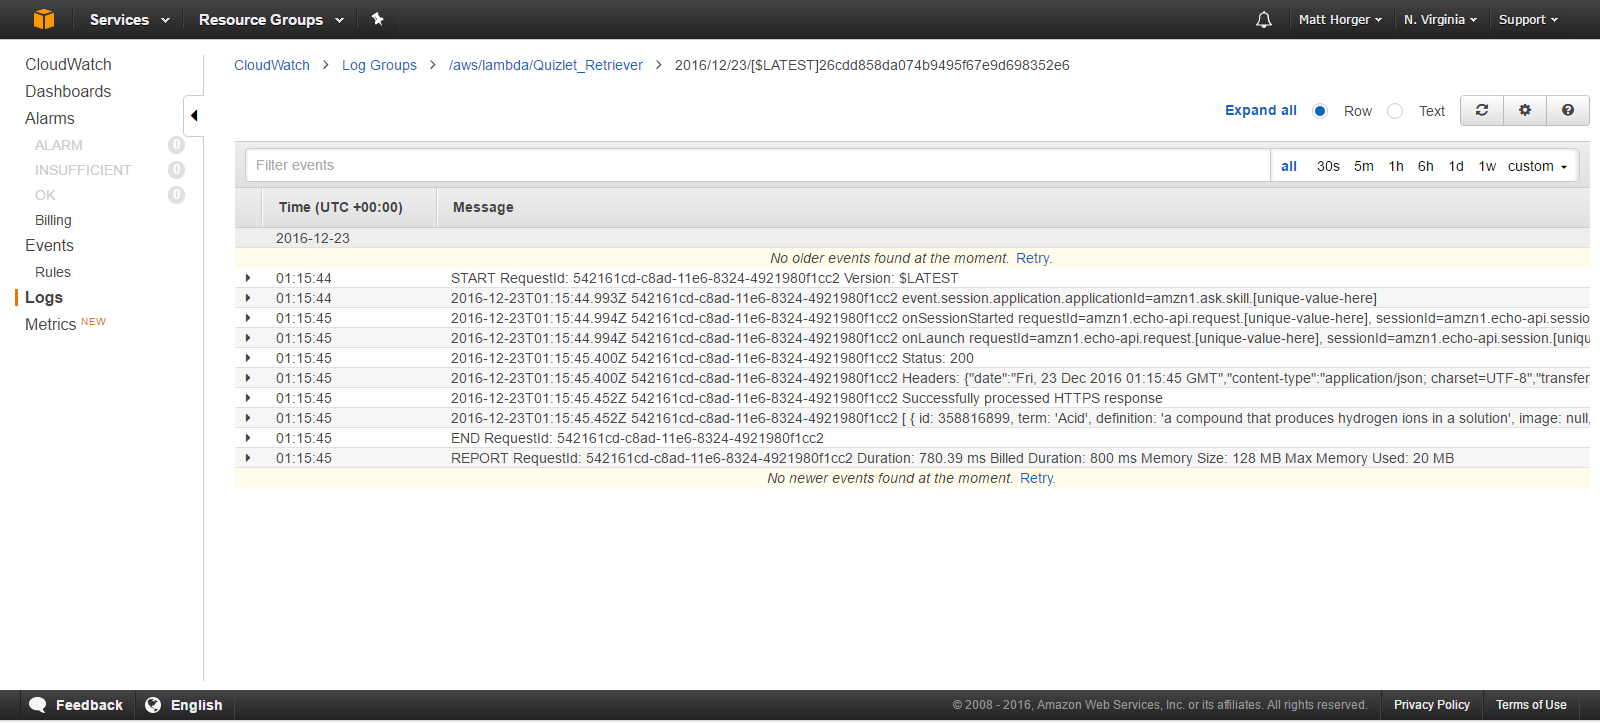 Services Resource Groups Matt Horger N. Virginia Support
CloudWatch
Dashboards
Alarms
ALARM 0
INSUFFICIENT 0
OK 0
Billing
Events
Rules
Logs
Metrics NEW
CloudWatch > Log Groups > /aws/lambda/Quizlet_Retriever > 2016/12/23/[$LATEST]26cdd858da074b9495f67e9d698352e6
Expand all Row Text
Filter events all 30s 5m 1h 6h 1d 1w custom
Time (UTC +00:00) Message
2016-12-23
No older events found at the moment. Retry.
01:15:44 START RequestId: 542161cd-c8ad-11e6-8324-4921980f1cc2 Version: $LATEST
01:15:44 2016-12-23T01:15:44.993Z 542161cd-c8ad-11e6-8324-4921980f1cc2 event.session.application.applicationId=amzn1.ask.skill.[unique-value-here]
01:15:45 2016-12-23T01:15:44.994Z 542161cd-c8ad-11e6-8324-4921980f1cc2 onSessionStarted requestId=amzn1.echo-api.request.[unique-value-here], sessionId=amzn1.echo-api.sessio
01:15:45 2016-12-23T01:15:44.994Z 542161cd-c8ad-11e6-8324-4921980f1cc2 onLaunch requestId=amzn1.echo-api.request.[unique-value-here], sessionId=amzn1.echo-api.session.[uniq
01:15:45 2016-12-23T01:15:45.400Z 542161cd-c8ad-11e6-8324-4921980f1cc2 Status: 200
01:15:45 2016-12-23T01:15:45.400Z 542161cd-c8ad-11e6-8324-4921980f1cc2 Headers: {"date":"Fri, 23 Dec 2016 01:15:45 GMT","content-type":"application/json; charset=UTF-8","transfer
01:15:45 2016-12-23T01:15:45.452Z 542161cd-c8ad-11e6-8324-4921980f1cc2 Successfully processed HTTPS response
01:15:45 2016-12-23T01:15:45.452Z 542161cd-c8ad-11e6-8324-4921980f1cc2 [ { id: 358816899, term: 'Acid', definition: 'a compound that produces hydrogen ions in a solution', image: null,
01:15:45 END RequestId: 542161cd-c8ad-11e6-8324-4921980f1cc2
01:15:45 REPORT RequestId: 542161cd-c8ad-11e6-8324-4921980f1cc2 Duration: 780.39 ms Billed Duration: 800 ms Memory Size: 128 MB Max Memory Used: 20 MB
No newer events found at the moment. Retry.
Feedback English © 2008 - 2016, Amazon Web Services, Inc. or its affiliates. All rights reserved. Privacy Policy Terms of Use